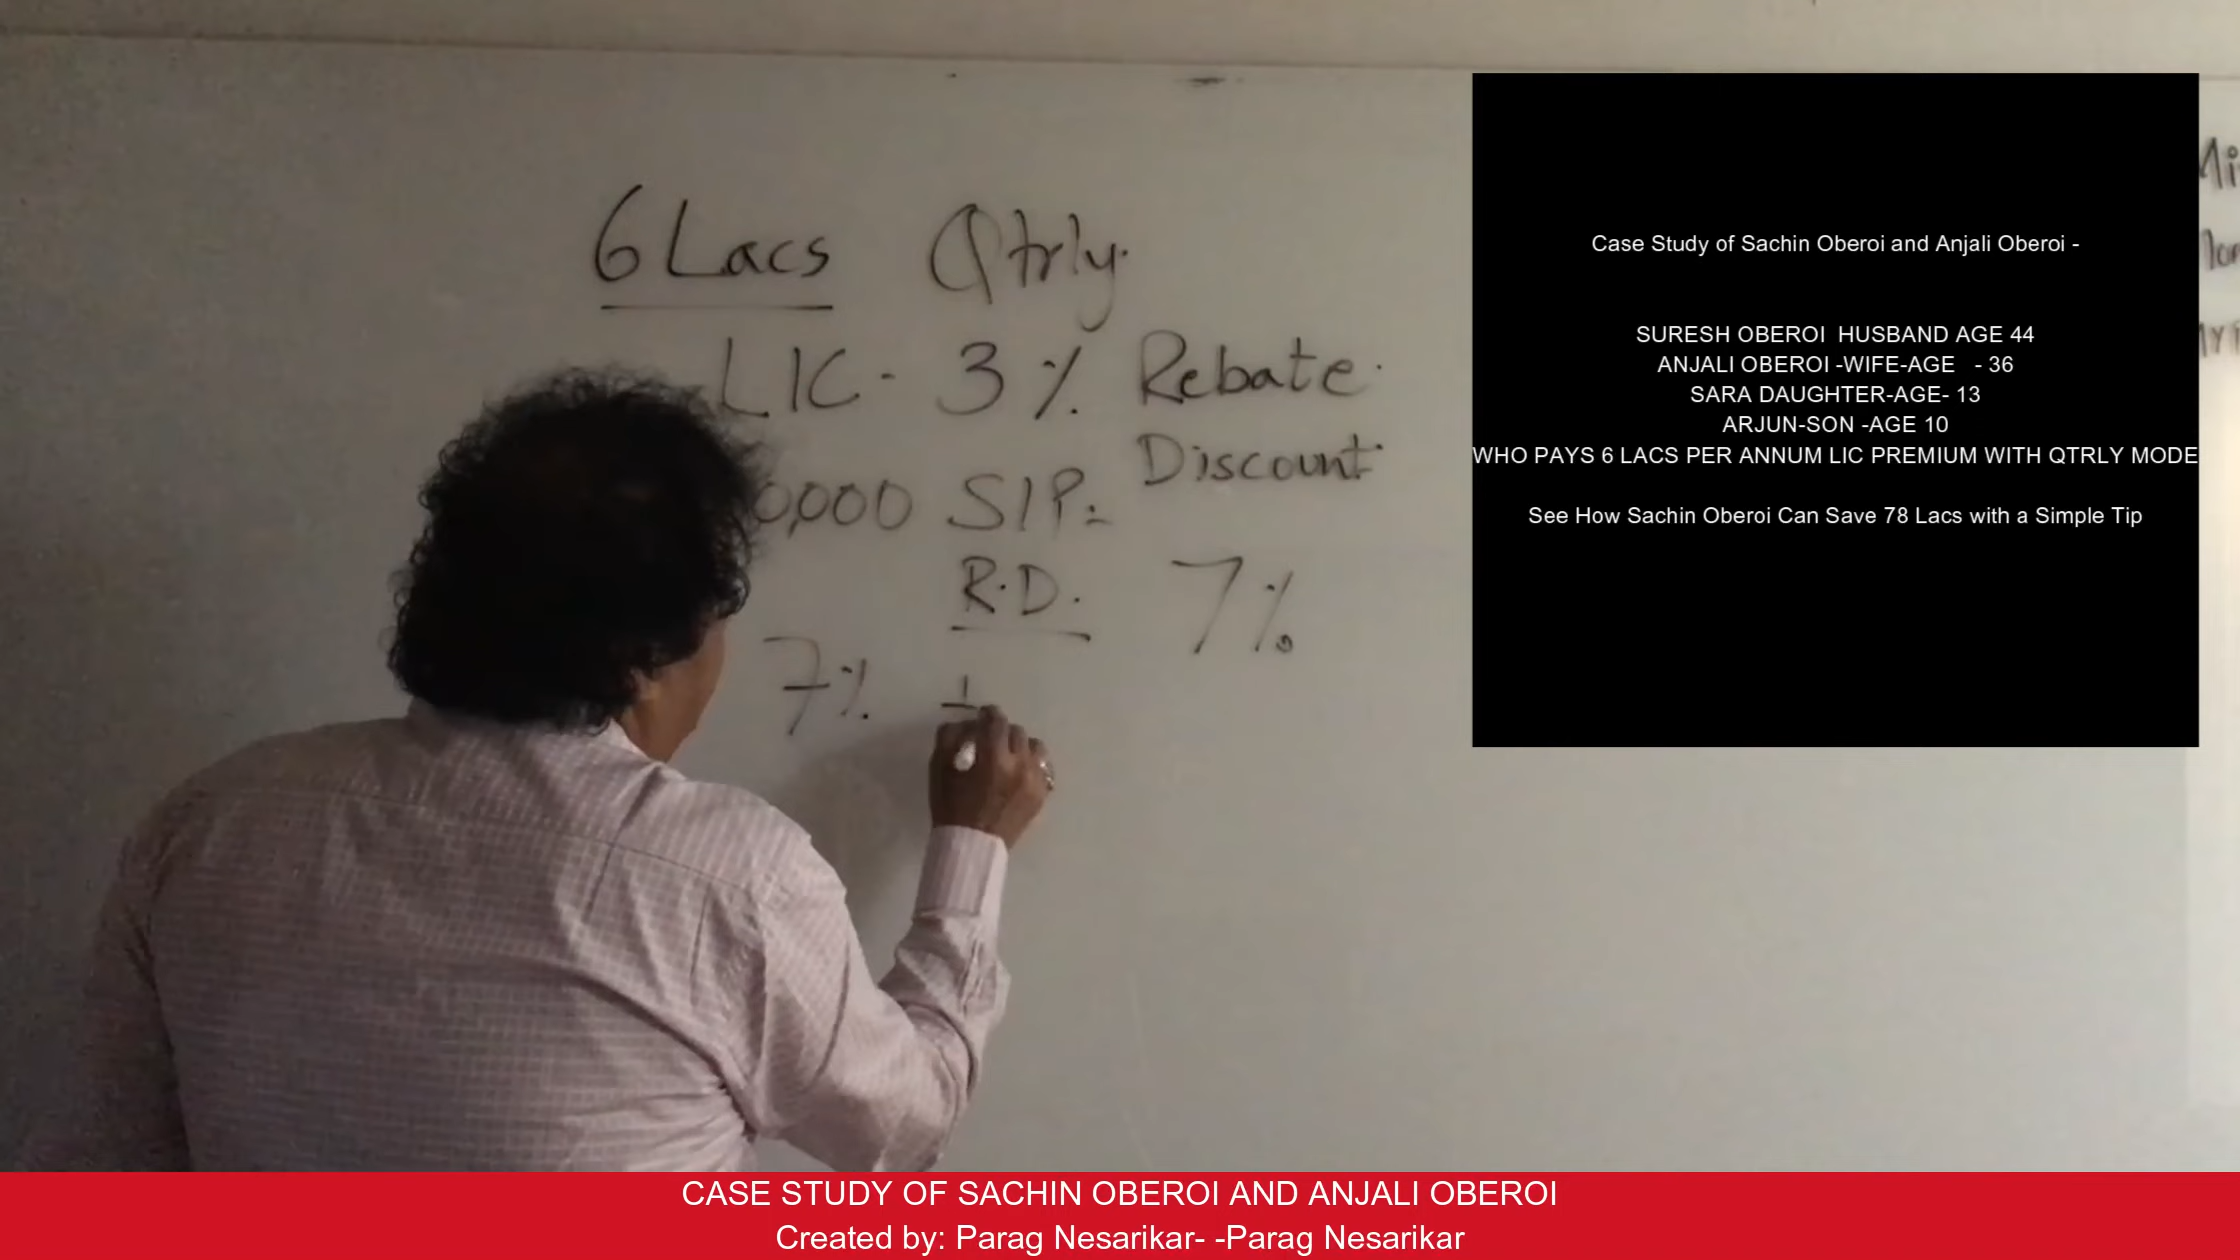 6 Lacs Qtrly.
LIC - 3% Rebate.
Discount.
0,000 SIP =
R.D. 7%
7% +
Case Study of Sachin Oberoi and Anjali Oberoi -
SURESH OBEROI HUSBAND AGE 44
ANJALI OBEROI -WIFE-AGE - 36
SARA DAUGHTER-AGE- 13
ARJUN-SON -AGE 10
WHO PAYS 6 LACS PER ANNUM LIC PREMIUM WITH QTRLY MODE
See How Sachin Oberoi Can Save 78 Lacs with a Simple Tip
CASE STUDY OF SACHIN OBEROI AND ANJALI OBEROI
Created by: Parag Nesarikar- -Parag Nesarikar